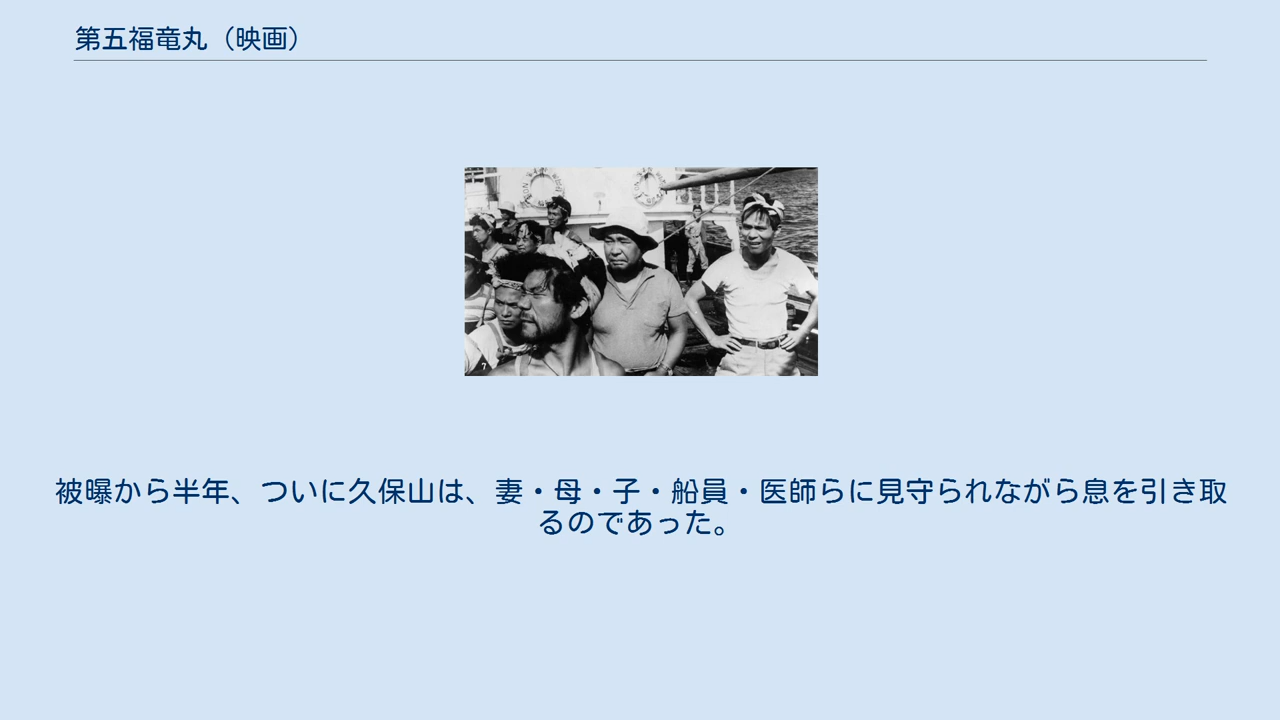 第五福竜丸（映画）
被曝から半年、ついに久保山は、妻・母・子・船員・医師らに見守られながら息を引き取
るのであった。